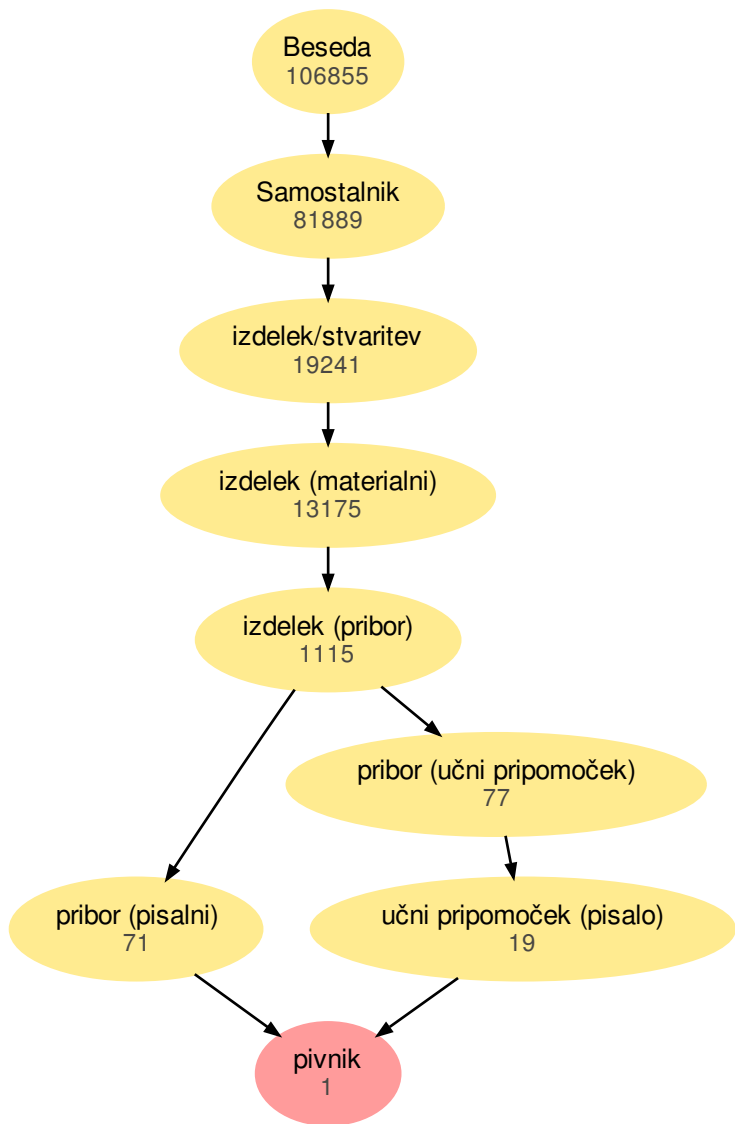 Beseda
106855
Samostalnik
81889
izdelek/stvaritev
19241
izdelek (materialni)
13175
izdelek (pribor)
1115
pribor (učni pripomoček)
77
pribor (pisalni)
71
učni pripomoček (pisalo)
19
pivnik
1